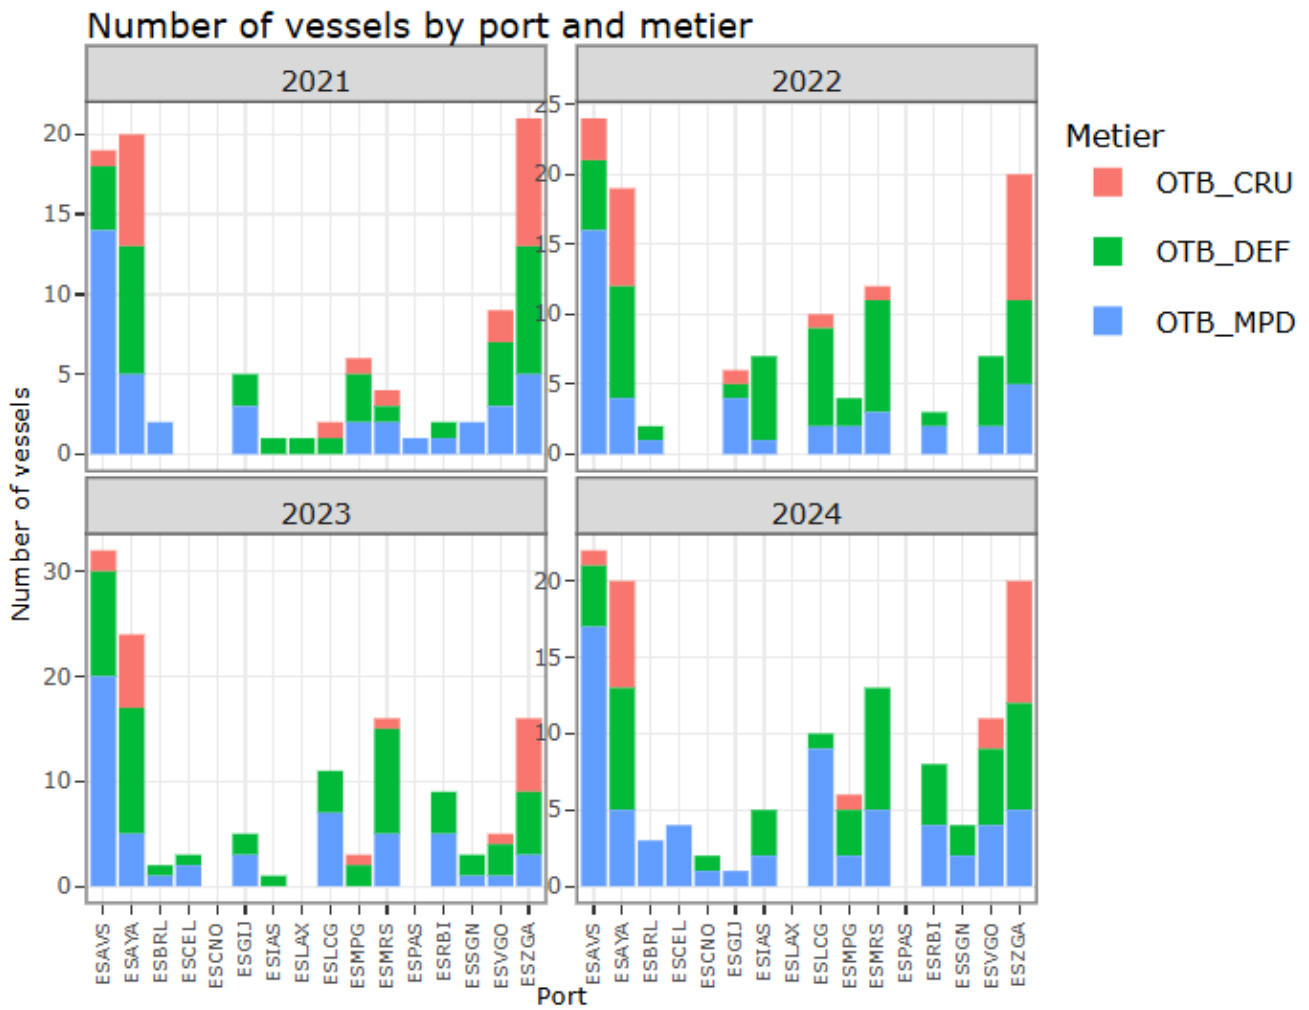 Number of vessels by port and metier
2021
2022
Metier
OTB_CRU
OTB_DEF
OTB_MPD
20
15
10
5
0
25
20
15
10
5
0
Number of vessels
2023
2024
30
20
10
0
20
15
10
5
0
ESAVS
ESAYA
ESBRL
ESCEL
ESCNO
ESGIJ
ESIAS
ESLAX
ESLCG
ESMPG
ESMRS
ESPAS
ESRBI
ESSGN
ESVGO
ESZGA
ESAVS
ESAYA
ESBRL
ESCEL
ESCNO
ESGIJ
ESIAS
ESLAX
ESLCG
ESMPG
ESMRS
ESPAS
ESRBI
ESSGN
ESVGO
ESZGA
Port